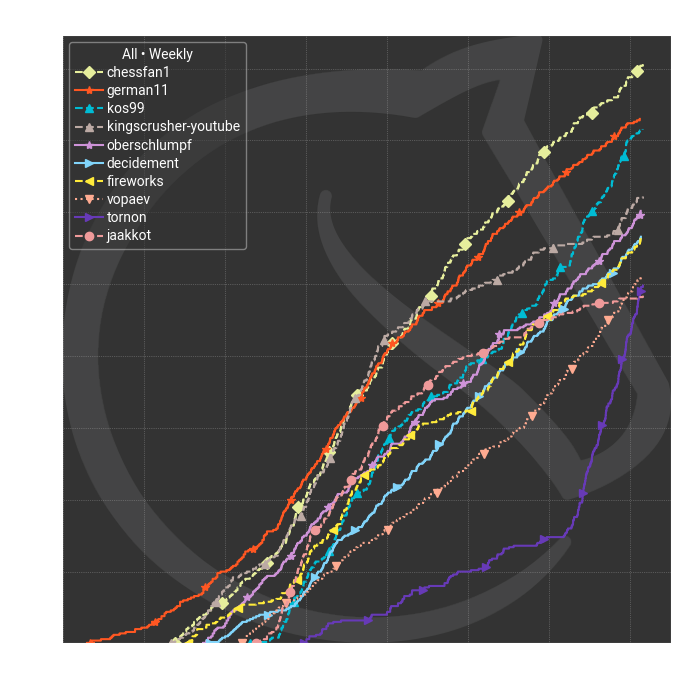 All • Weekly
chessfan1
german11
kos99
kingscrusher-youtube
oberschlumpf
decidement
fireworks
vopaev
tornon
jaakkot